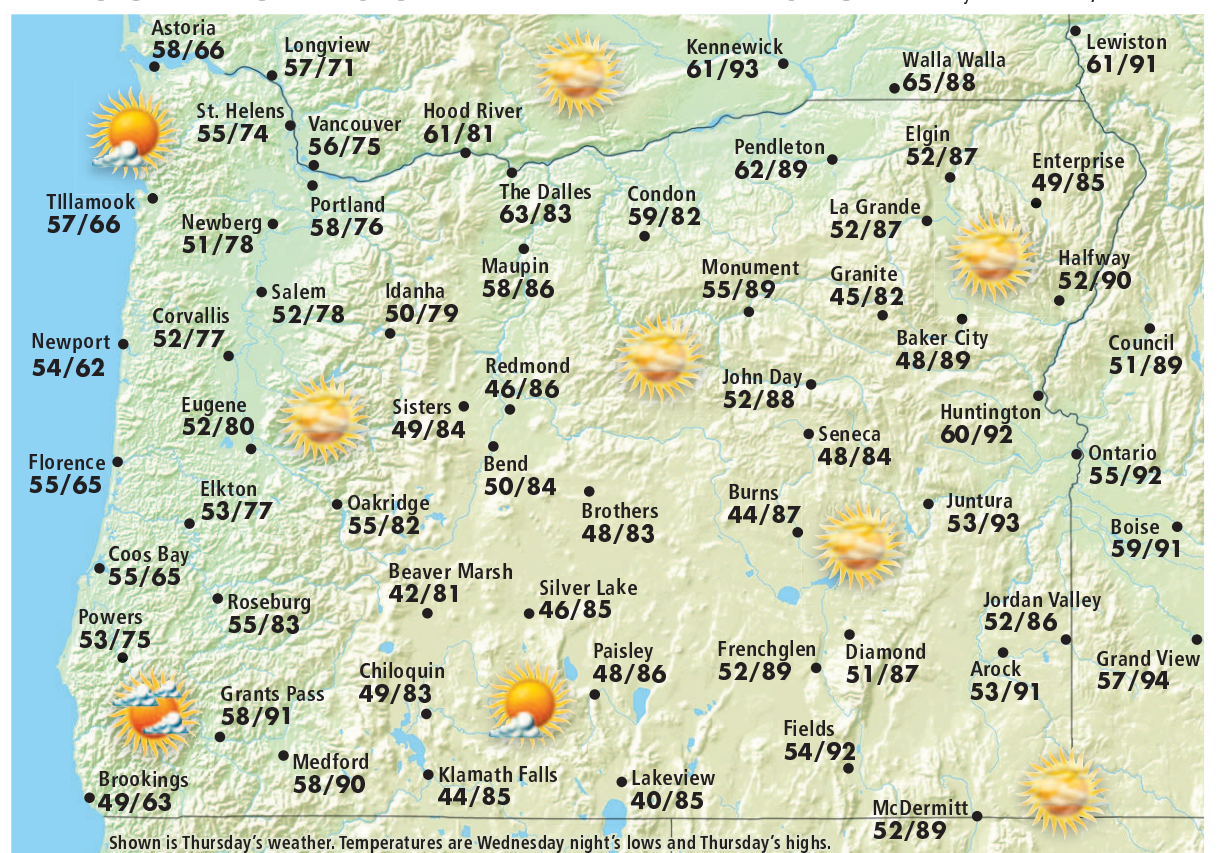 Astoria
58/66
Longview
57/71
Kennewick
61/93
Walla Walla
65/88
Lewiston
61/91
St. Helens
55/74
Vancouver
56/75
Hood River
61/81
Pendleton
62/89
Elgin
52/87
Enterprise
49/85
TIllamook
57/66
Newberg
51/78
Portland
58/76
The Dalles
63/83
Condon
59/82
La Grande
52/87
Maupin
58/86
Monument
55/89
Granite
45/82
Halfway
52/90
Salem
52/78
Idanha
50/79
Corvallis
52/77
Newport
54/62
Baker City
48/89
Council
51/89
Redmond
46/86
John Day
52/88
Eugene
52/80
Sisters
49/84
Huntington
60/92
Seneca
48/84
Florence
55/65
Bend
50/84
Ontario
55/92
Elkton
53/77
Oakridge
55/82
Brothers
48/83
Burns
44/87
Juntura
53/93
Boise
59/91
Coos Bay
55/65
Beaver Marsh
42/81
Silver Lake
46/85
Roseburg
55/83
Jordan Valley
52/86
Powers
53/75
Chiloquin
49/83
Paisley
48/86
Frenchglen
52/89
Diamond
51/87
Arock
53/91
Grand View
57/94
Grants Pass
58/91
Fields
54/92
Medford
58/90
Brookings
49/63
Klamath Falls
44/85
Lakeview
40/85
McDermitt
52/89
Shown is Thursday's weather. Temperatures are Wednesday night's lows and Thursday's highs.